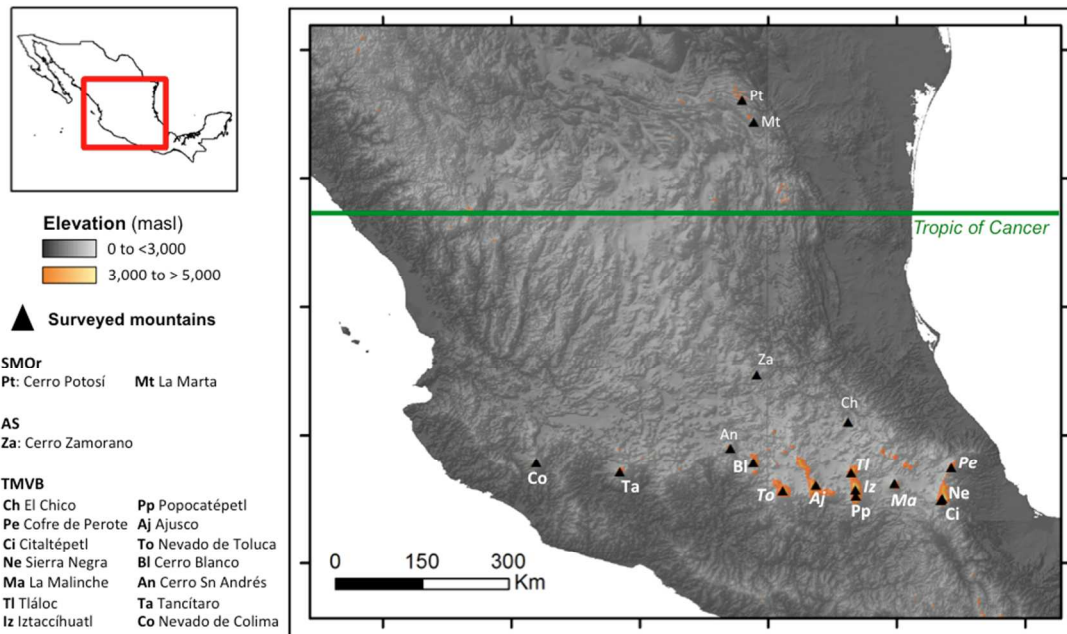 Elevation (masl)
0 to <3,000
3,000 to > 5,000
Surveyed mountains
SMOr
Pt: Cerro Potosí Mt La Marta
AS
Za: Cerro Zamorano
TMVB
Ch El Chico Pp Popocatépetl
Pe Cofre de Perote Aj Ajusco
Ci Citaltépetl To Nevado de Toluca
Ne Sierra Negra Bl Cerro Blanco
Ma La Malinche An Cerro Sn Andrés
Tl Tláloc Ta Tancítaro
Iz Iztaccíhuatl Co Nevado de Colima
Pt
Mt
Tropic of Cancer
Za
Ch
An
Bl
Co
Ta
To
Aj
Tl
Iz
Pp
Ma
Pe
Ne
Ci
0 150 300
Km